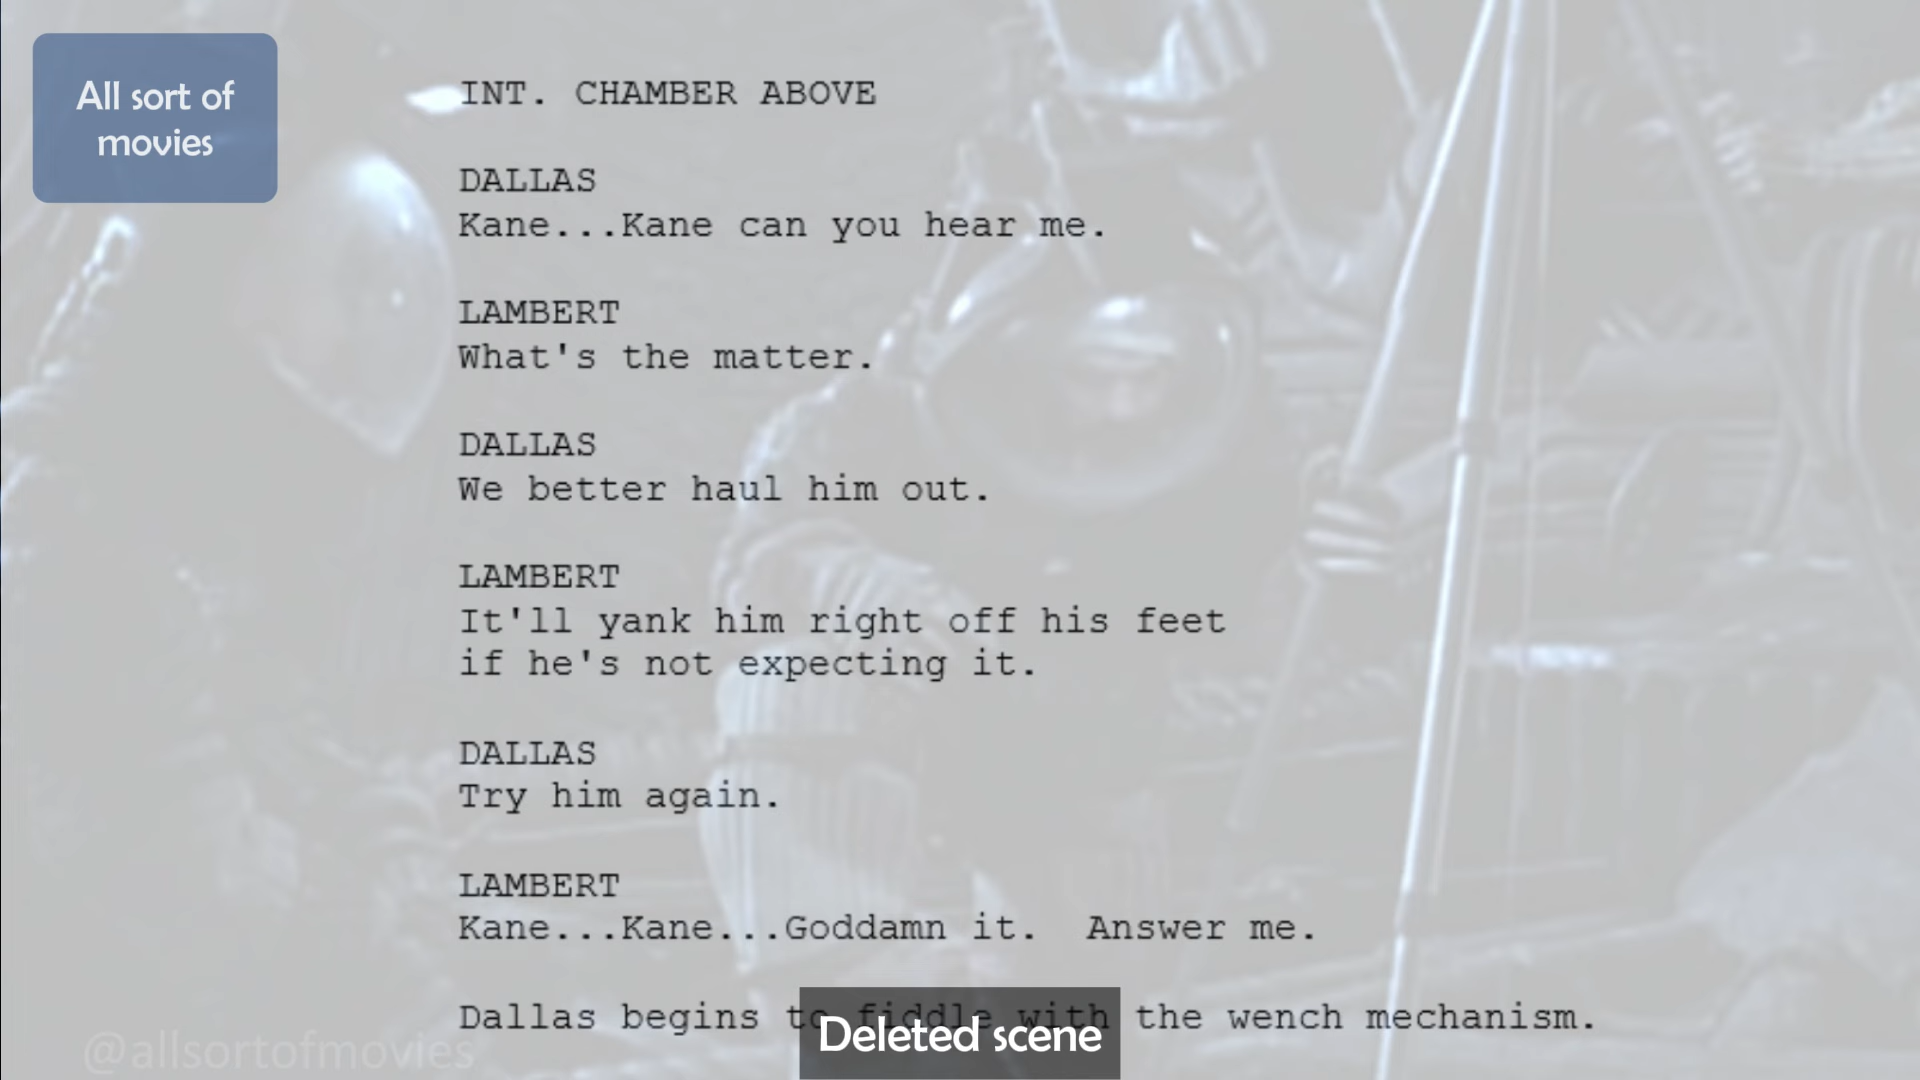 All sort of
movies
INT. CHAMBER ABOVE
DALLAS
Kane...Kane can you hear me.
LAMBERT
What's the matter.
DALLAS
We better haul him out.
LAMBERT
It'll yank him right off his feet
if he's not expecting it.
DALLAS
Try him again.
LAMBERT
Kane...Kane...Goddamn it.  Answer me.
Dallas begins to fiddle with the wench mechanism.
Deleted scene
@allsortofmovies